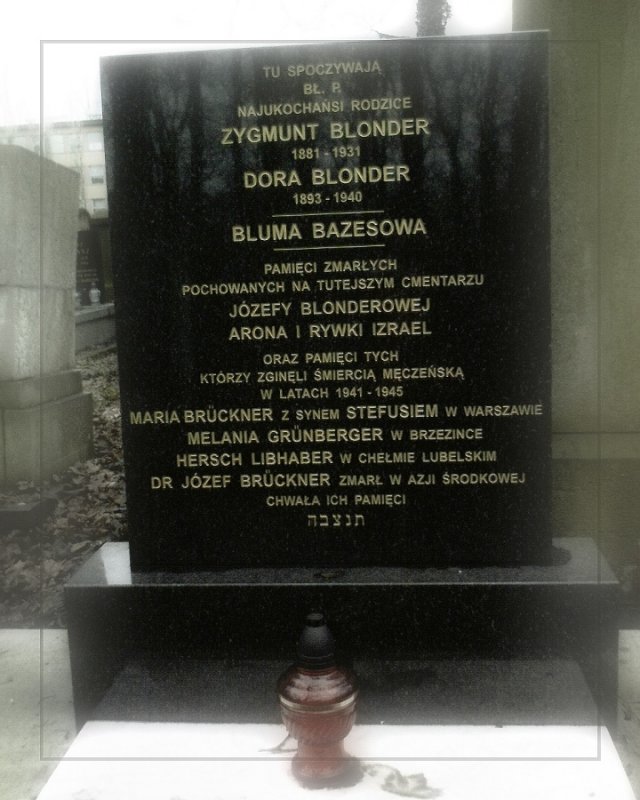 TU SPOCZYWAJĄ
BŁ. P.
NAJUKOCHAŃSI RODZICE
ZYGMUNT BLONDER
1881 - 1931
DORA BLONDER
1893 - 1940
BLUMA BAZESOWA
PAMIĘCI ZMARŁYCH
POCHOWANYCH NA TUTEJSZYM CMENTARZU
JÓZEFY BLONDEROWEJ
ARONA I RYWKI IZRAEL
ORAZ PAMIĘCI TYCH
KTÓRZY ZGINĘLI ŚMIERCIĄ MĘCZEŃSKĄ
W LATACH 1941 - 1945
MARIA BRÜCKNER Z SYNEM STEFUSIEM W WARSZAWIE
MELANIA GRÜNBERGER W BRZEZINCE
HERSCH LIBHABER W CHEŁMIE LUBELSKIM
DR JÓZEF BRÜCKNER ZMARŁ W AZJI ŚRODKOWEJ
CHWAŁA ICH PAMIĘCI
תנצבה